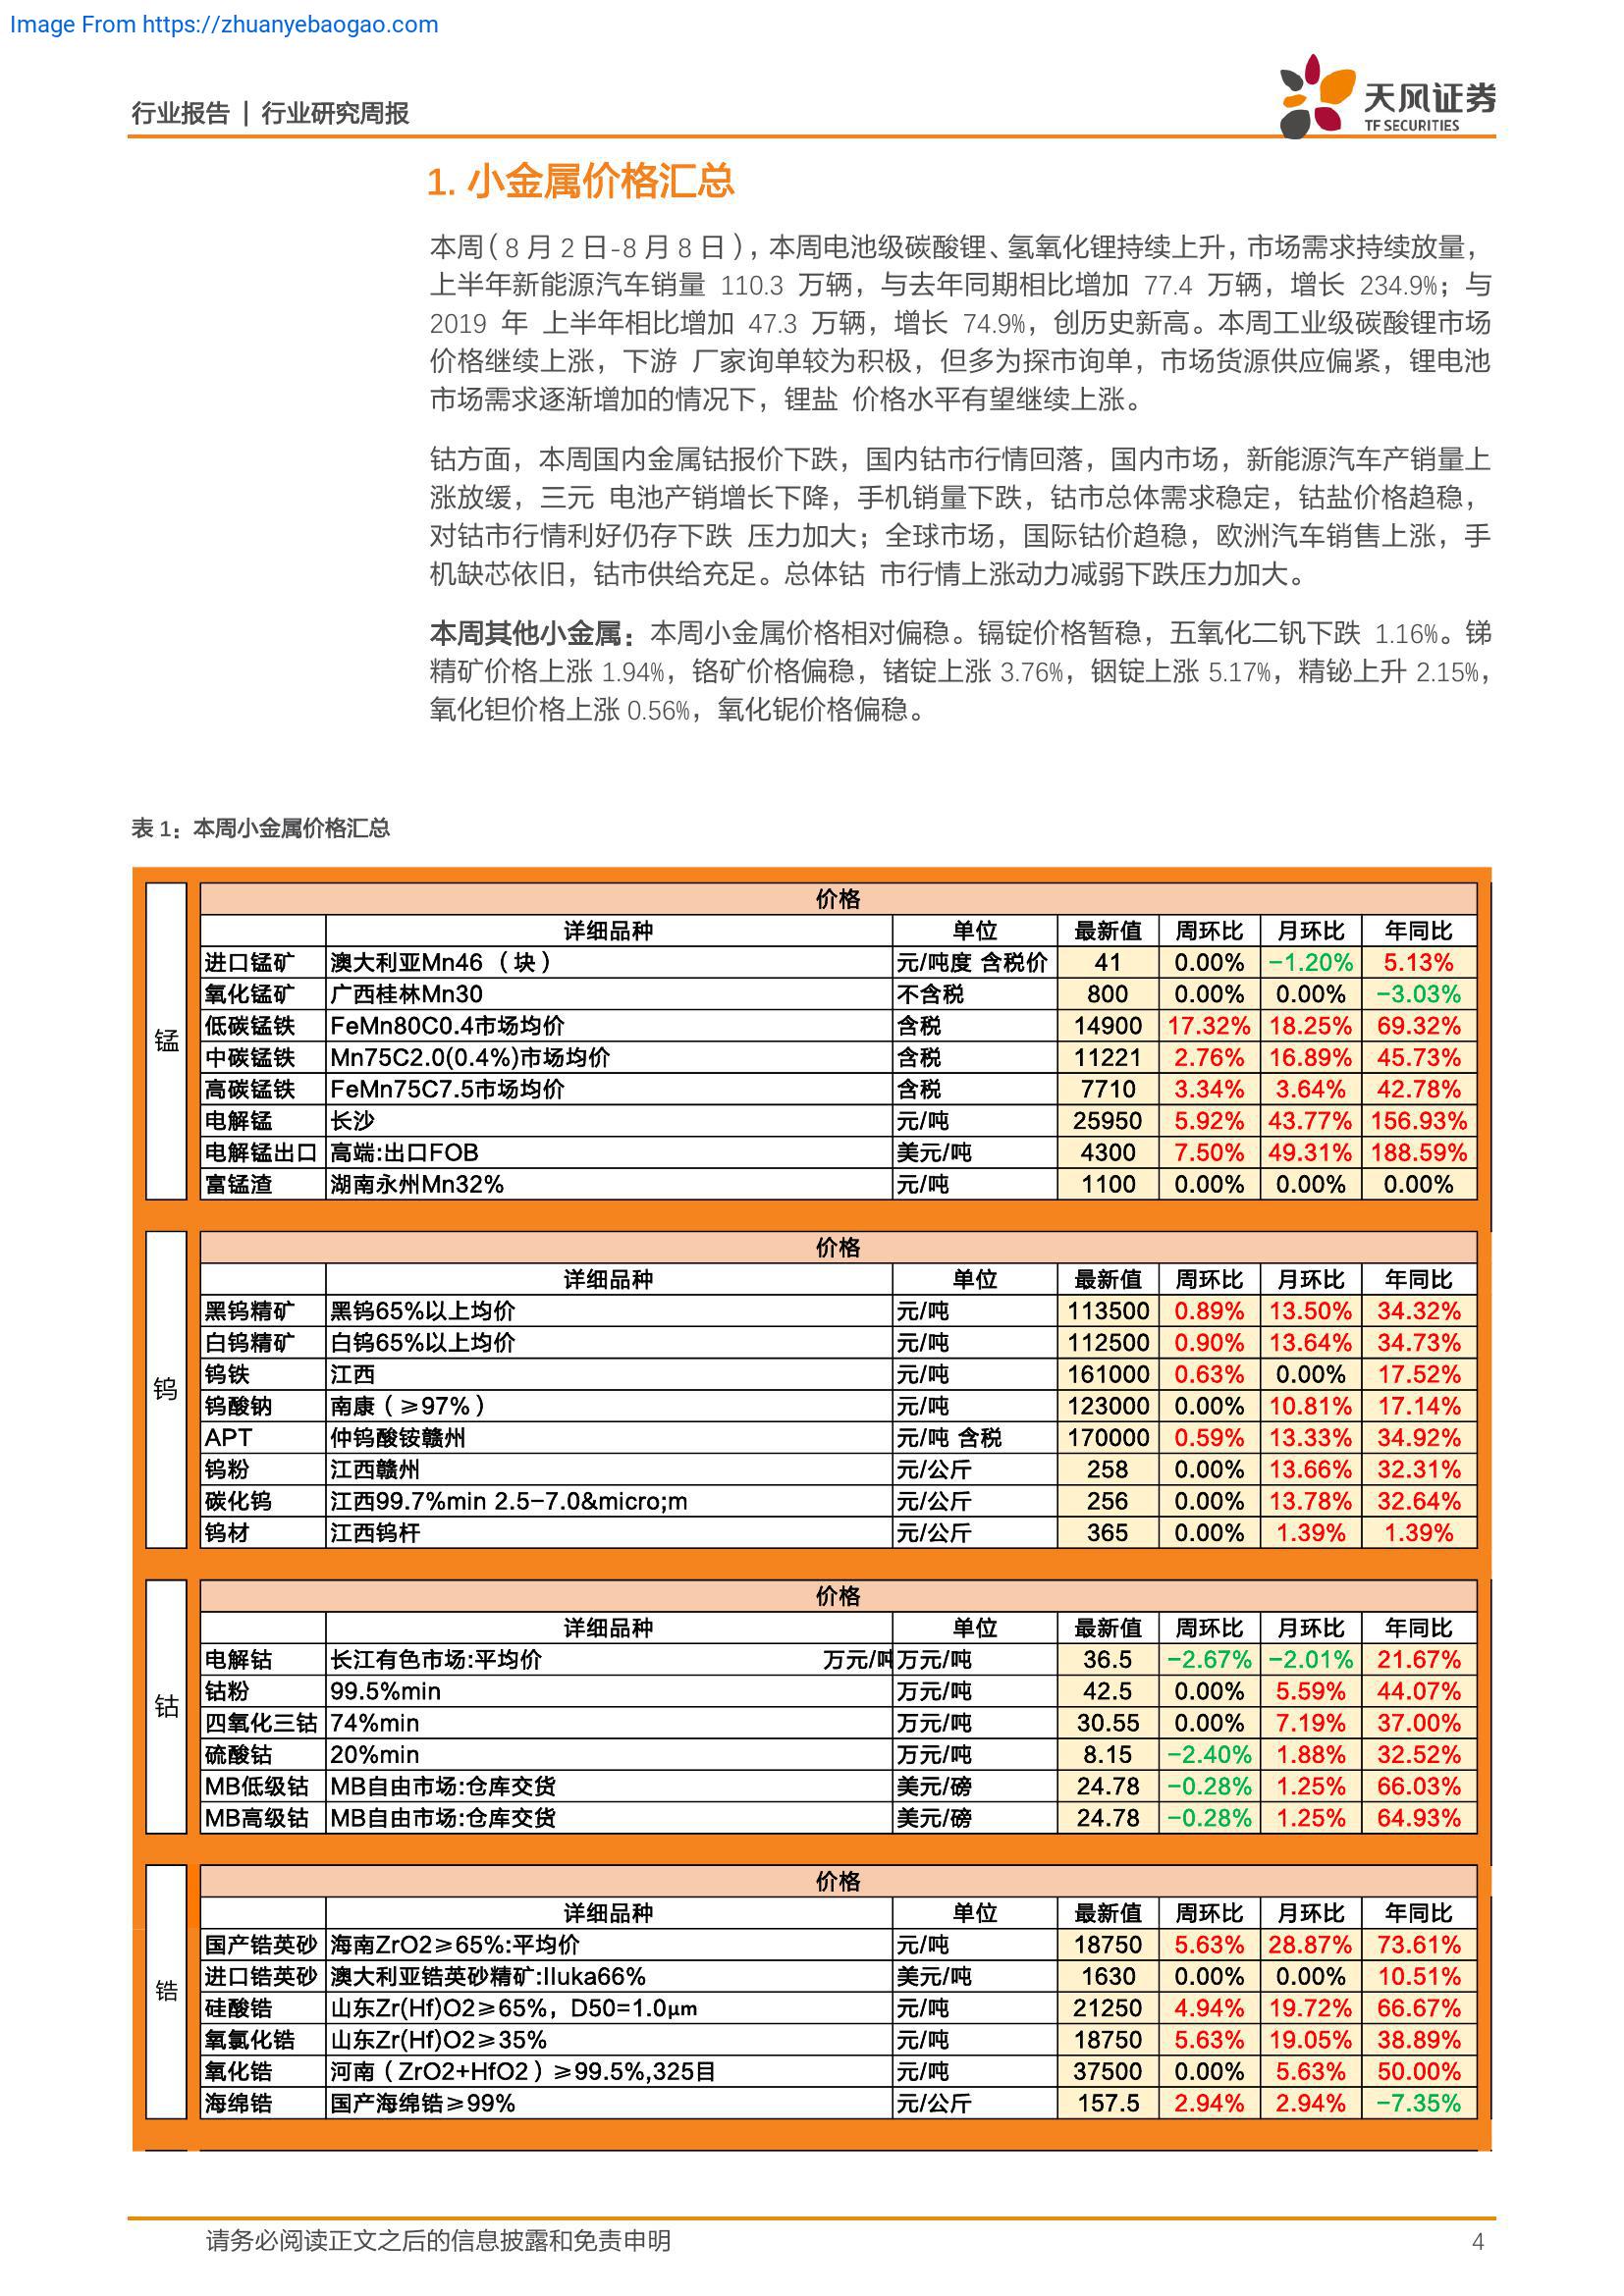 Image From https://zhuanyebaogao.com
行业报告 | 行业研究周报
天风证券
TF SECURITIES
1. 小金属价格汇总
本周（8 月 2 日-8 月 8 日），本周电池级碳酸锂、氢氧化锂持续上升，市场需求持续放量，
上半年新能源汽车销量 110.3 万辆，与去年同期相比增加 77.4 万辆，增长 234.9%；与
2019 年 上半年相比增加 47.3 万辆，增长 74.9%，创历史新高。本周工业级碳酸锂市场
价格继续上涨，下游 厂家询单较为积极，但多为探市询单，市场货源供应偏紧，锂电池
市场需求逐渐增加的情况下，锂盐 价格水平有望继续上涨。
钴方面，本周国内金属钴报价下跌，国内钴市行情回落，国内市场，新能源汽车产销量上
涨放缓，三元 电池产销增长下降，手机销量下跌，钴市总体需求稳定，钴盐价格趋稳，
对钴市行情利好仍存下跌 压力加大；全球市场，国际钴价趋稳，欧洲汽车销售上涨，手
机缺芯依旧，钴市供给充足。总体钴 市行情上涨动力减弱下跌压力加大。
本周其他小金属：本周小金属价格相对偏稳。镉锭价格暂稳，五氧化二钒下跌 1.16%。锑
精矿价格上涨 1.94%，铬矿价格偏稳，锗锭上涨 3.76%，铟锭上涨 5.17%，精铋上升 2.15%，
氧化钽价格上涨 0.56%，氧化铌价格偏稳。
表 1：本周小金属价格汇总
锰
价格
详细品种 单位 最新值 周环比 月环比 年同比
进口锰矿 澳大利亚Mn46（块） 元/吨度 含税价 41 0.00% -1.20% 5.13%
氧化锰矿 广西桂林Mn30 不含税 800 0.00% 0.00% -3.03%
低碳锰铁 FeMn80C0.4市场均价 含税 14900 17.32% 18.25% 69.32%
中碳锰铁 Mn75C2.0(0.4%)市场均价 含税 11221 2.76% 16.89% 45.73%
高碳锰铁 FeMn75C7.5市场均价 含税 7710 3.34% 3.64% 42.78%
电解锰 长沙 元/吨 25950 5.92% 43.77% 156.93%
电解锰出口 高端:出口FOB 美元/吨 4300 7.50% 49.31% 188.59%
富锰渣 湖南永州Mn32% 元/吨 1100 0.00% 0.00% 0.00%
钨
价格
详细品种 单位 最新值 周环比 月环比 年同比
黑钨精矿 黑钨65%以上均价 元/吨 113500 0.89% 13.50% 34.32%
白钨精矿 白钨65%以上均价 元/吨 112500 0.90% 13.64% 34.73%
钨铁 江西 元/吨 161000 0.63% 0.00% 17.52%
钨酸钠 南康（≥97%） 元/吨 123000 0.00% 10.81% 17.14%
APT 仲钨酸铵赣州 元/吨 含税 170000 0.59% 13.33% 34.92%
钨粉 江西赣州 元/公斤 258 0.00% 13.66% 32.31%
碳化钨 江西99.7%min 2.5-7.0&micro;m 元/公斤 256 0.00% 13.78% 32.64%
钨材 江西钨杆 元/公斤 365 0.00% 1.39% 1.39%
钴
价格
详细品种 单位 最新值 周环比 月环比 年同比
电解钴 长江有色市场:平均价 万元/吨 万元/吨 36.5 -2.67% -2.01% 21.67%
钴粉 99.5%min 万元/吨 42.5 0.00% 5.59% 44.07%
四氧化三钴 74%min 万元/吨 30.55 0.00% 7.19% 37.00%
硫酸钴 20%min 万元/吨 8.15 -2.40% 1.88% 32.52%
MB低级钴 MB自由市场:仓库交货 美元/磅 24.78 -0.28% 1.25% 66.03%
MB高级钴 MB自由市场:仓库交货 美元/磅 24.78 -0.28% 1.25% 64.93%
锆
价格
详细品种 单位 最新值 周环比 月环比 年同比
国产锆英砂 海南ZrO2≥65%:平均价 元/吨 18750 5.63% 28.87% 73.61%
进口锆英砂 澳大利亚锆英砂精矿:Iluka66% 美元/吨 1630 0.00% 0.00% 10.51%
硅酸锆 山东Zr(Hf)O2≥65%，D50=1.0μm 元/吨 21250 4.94% 19.72% 66.67%
氧氯化锆 山东Zr(Hf)O2≥35% 元/吨 18750 5.63% 19.05% 38.89%
氧化锆 河南（ZrO2+HfO2）≥99.5%,325目 元/吨 37500 0.00% 5.63% 50.00%
海绵锆 国产海绵锆≥99% 元/公斤 157.5 2.94% 2.94% -7.35%
请务必阅读正文之后的信息披露和免责申明 4